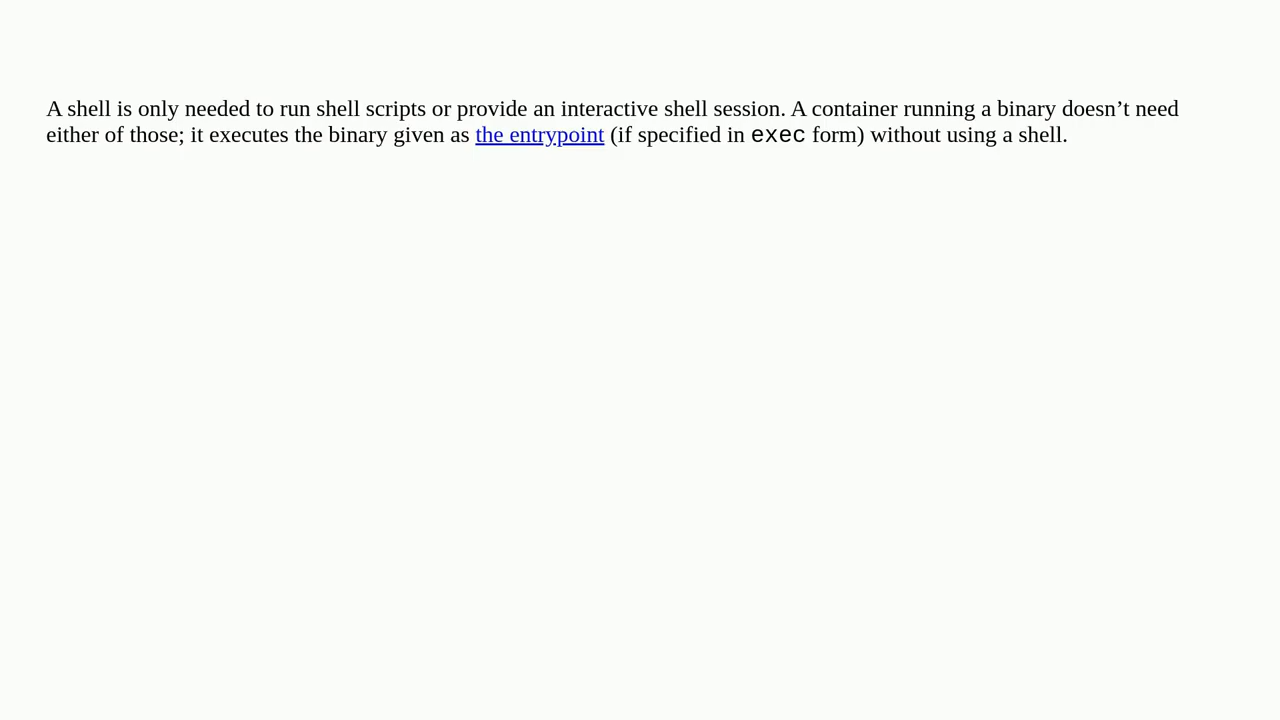 A shell is only needed to run shell scripts or provide an interactive shell session. A container running a binary doesn’t need
either of those; it executes the binary given as the entrypoint (if specified in exec form) without using a shell.